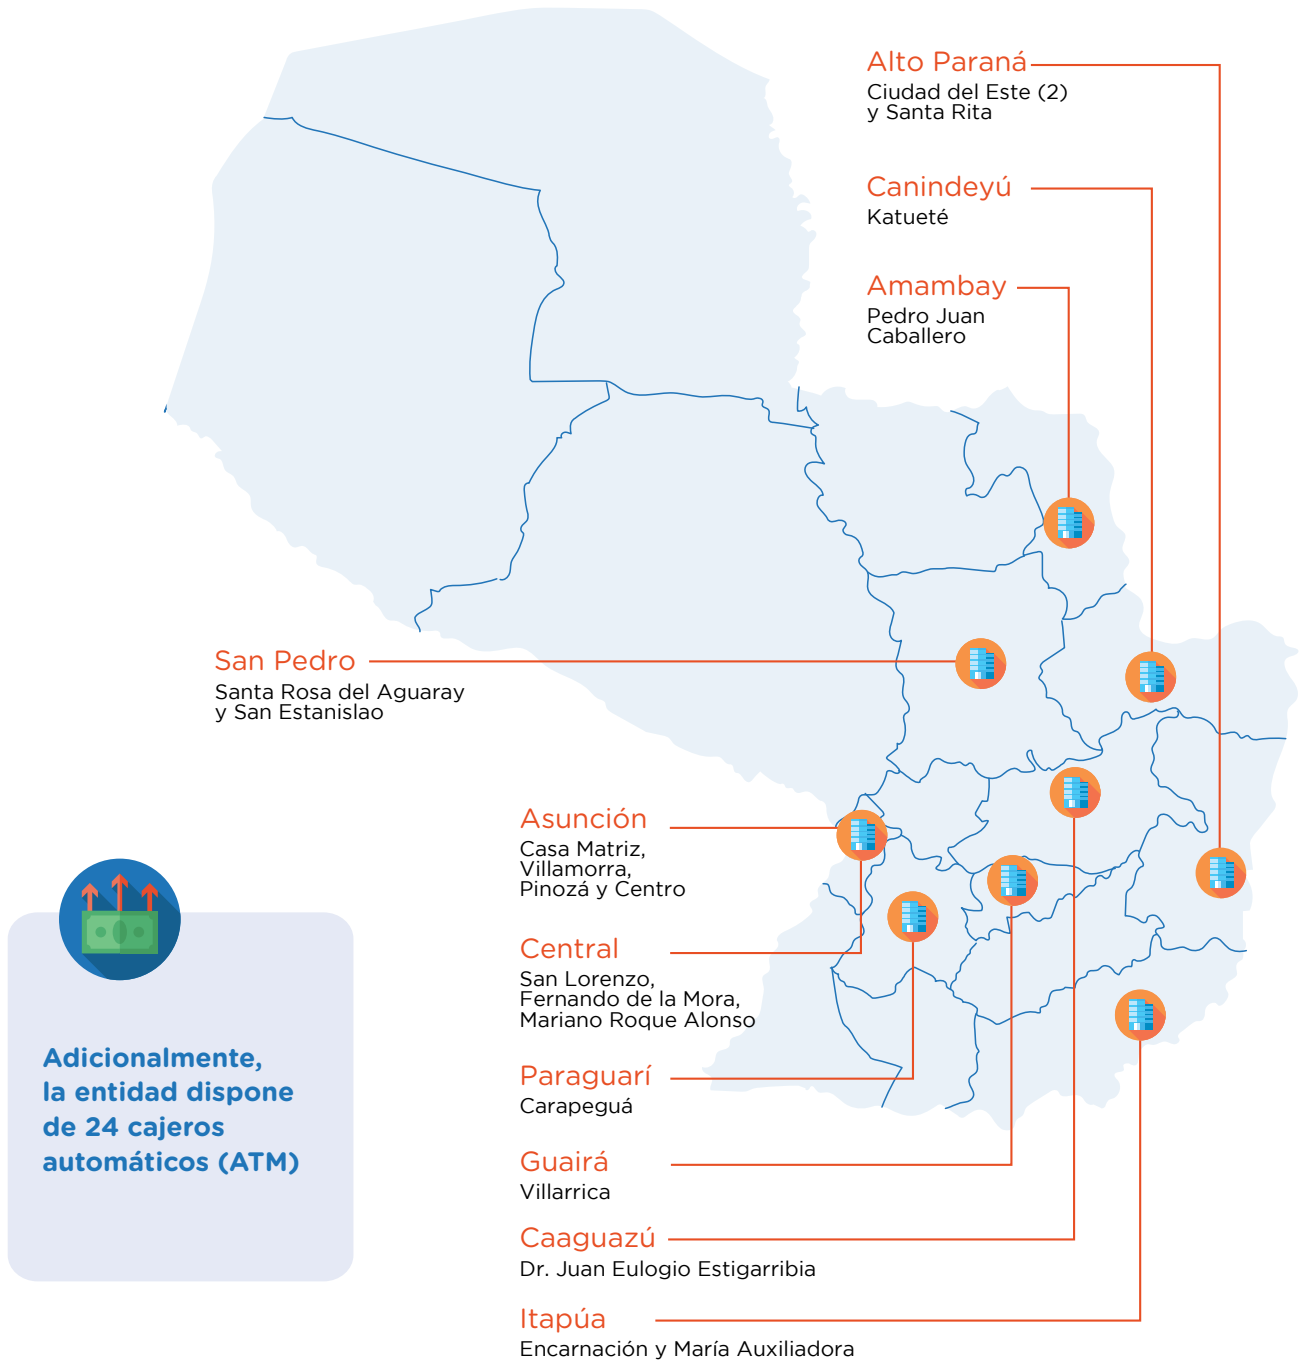 Alto Paraná
Ciudad del Este (2)
y Santa Rita
Canindeyú
Katueté
Amambay
Pedro Juan
Caballero
San Pedro
Santa Rosa del Aguaray
y San Estanislao
Asunción
Casa Matriz,
Villamorra,
Pinozá y Centro
Central
San Lorenzo,
Fernando de la Mora,
Mariano Roque Alonso
Paraguarí
Carapeguá
Guairá
Villarrica
Caaguazú
Dr. Juan Eulogio Estigarribia
Itapúa
Encarnación y María Auxiliadora
Adicionalmente,
la entidad dispone
de 24 cajeros
automáticos (ATM)